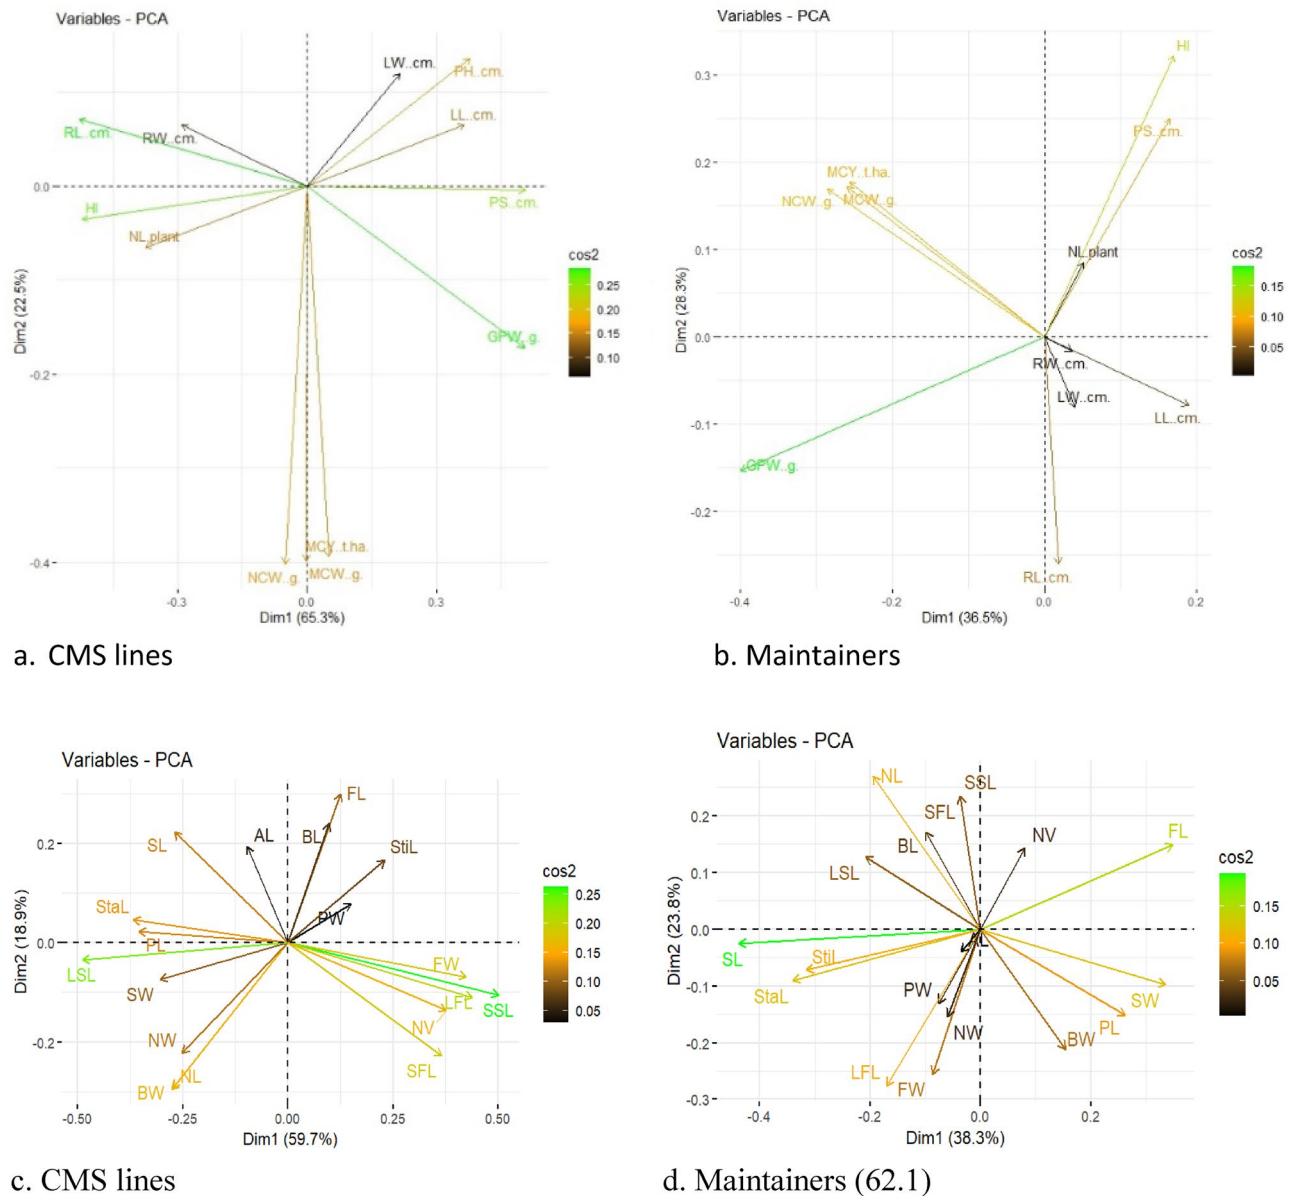 Variables - PCA
LW..cm.
PH..cm.
LL..cm.
RL..cm.
RW..cm.
0.0
PS..cm.
HI
NL.plant
cos2
0.25
0.20
0.15
0.10
GPW..g.
Dim2 (22.5%)
-0.2
MCY..t.ha.
NCW..g.
MCW..g.
-0.4
-0.3
0.0
0.3
Dim1 (65.3%)
a. CMS lines
Variables - PCA
HI
0.3
PS..cm.
0.2
MCY..t.ha.
NCW..g.
MCW..g.
0.1
NL.plant
cos2
0.15
0.10
0.05
Dim2 (28.3%)
0.0
RW..cm.
LW..cm.
LL..cm.
-0.1
GPW..g.
-0.2
RL..cm.
-0.4
-0.2
0.0
0.2
Dim1 (36.5%)
b. Maintainers
Variables - PCA
FL
AL
BL
SL
StiL
0.2
cos2
0.25
0.20
0.15
0.10
0.05
StaL
PW
PL
0.0
LSL
FW
SW
LFL
SSL
NV
NW
SFL
NL
BW
-0.2
Dim2 (18.9%)
-0.50
-0.25
0.00
0.25
0.50
Dim1 (59.7%)
c. CMS lines
Variables - PCA
NL
SSL
SFL
NV
FL
BL
LSL
0.2
0.1
0.0
-0.1
-0.2
-0.3
Dim2 (23.8%)
cos2
0.15
0.10
0.05
SL
StiL
StaL
PW
NW
SW
PL
BW
LFL
FW
-0.4
-0.2
0.0
0.2
Dim1 (38.3%)
d. Maintainers (62.1)